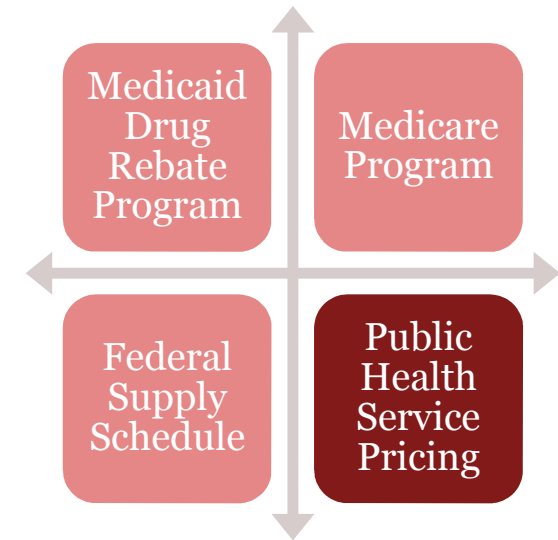 Medicaid
Drug
Rebate
Program
Medicare
Program
Federal
Supply
Schedule
Public
Health
Service
Pricing